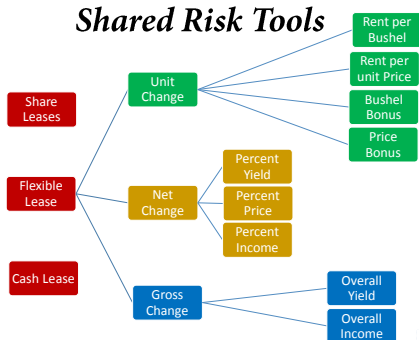 Shared Risk Tools
Share
Leases
Flexible
Lease
Cash Lease
Unit
Change
Net
Change
Gross
Change
Rent per
Bushel
Rent per
unit Price
Bushel
Bonus
Price
Bonus
Percent
Yield
Percent
Price
Percent
Income
Overall
Yield
Overall
Income